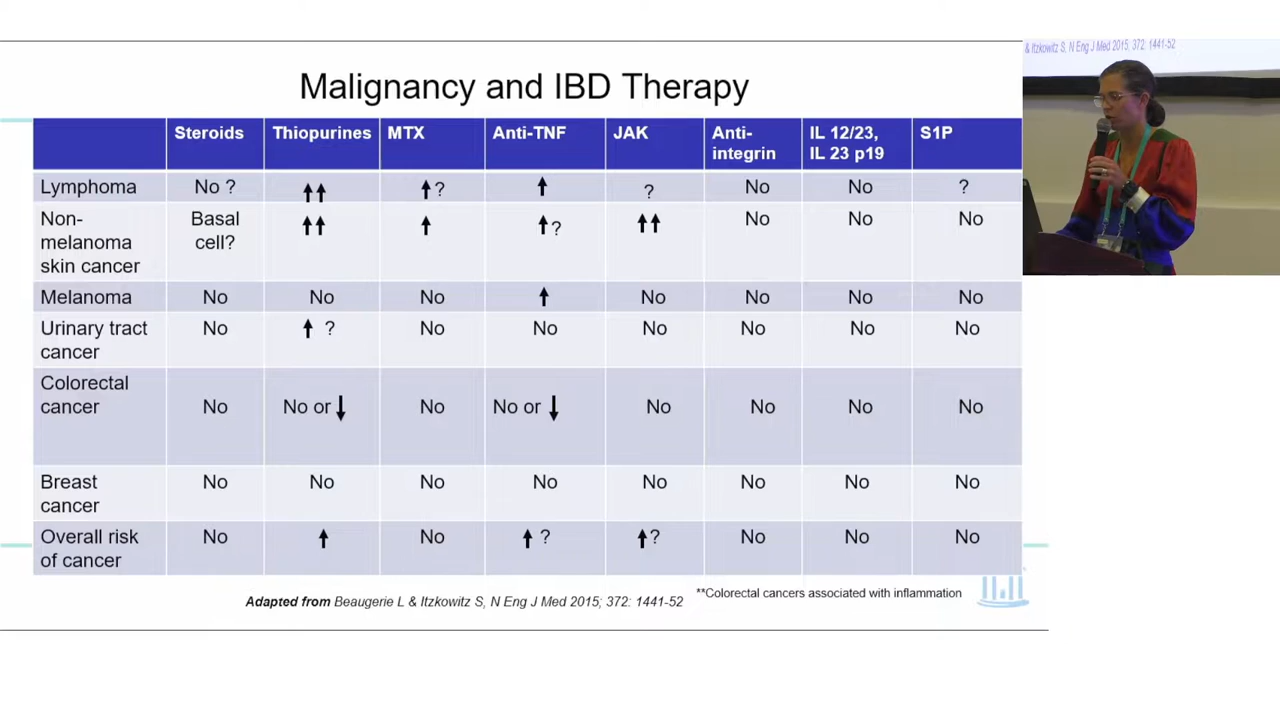 Malignancy and IBD Therapy
Steroids Thiopurines MTX Anti-TNF JAK Anti- IL 12/23, S1P
integrin IL 23 p19
Lymphoma No ? ↑↑ ↑? ↑ ? No No ?
Non- Basal ↑↑ ↑ ↑? ↑↑ No No No
melanoma cell?
skin cancer
Melanoma No No No ↑ No No No No
Urinary tract No ↑ ? No No No No No No
cancer
Colorectal
cancer No No or ↓ No No or ↓ No No No No
Breast No No No No No No No No
cancer
Overall risk No ↑ No ↑ ? ↑? No No No
of cancer
Adapted from Beaugerie L & Itzkowitz S, N Eng J Med 2015; 372: 1441-52
**Colorectal cancers associated with inflammation
& Itzkowitz S, N Eng J Med 2015; 372: 1441-52